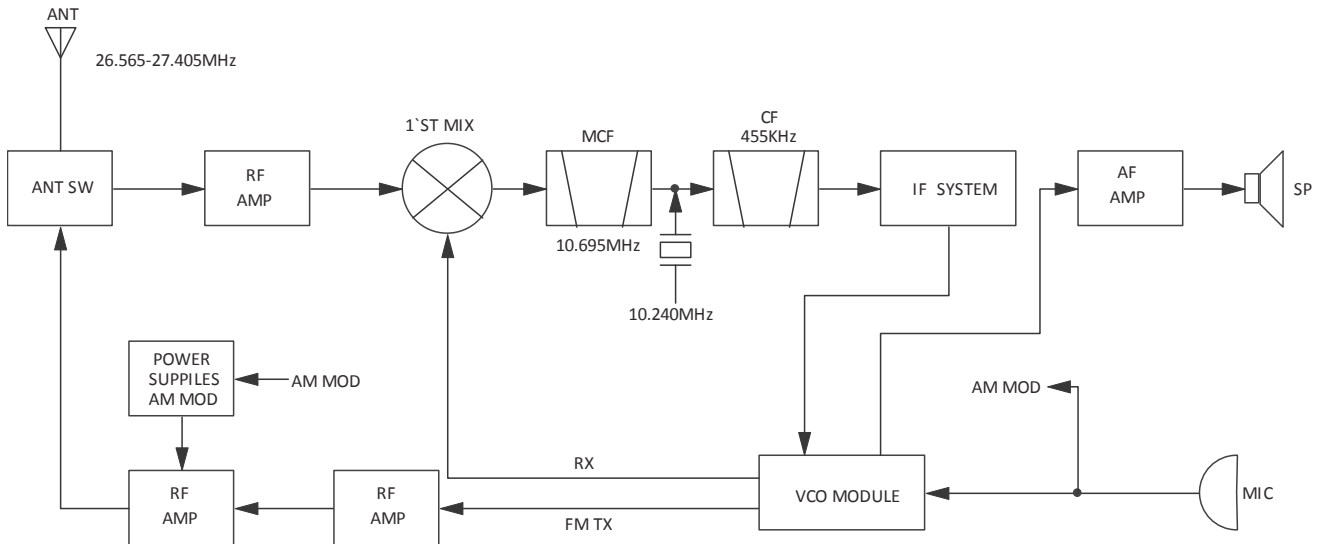 ANT
26.565-27.405MHz
1`ST MIX
MCF
CF
455KHz
ANT SW
RF
AMP
IF SYSTEM
AF
AMP
SP
10.695MHz
10.240MHz
POWER
SUPPILES
AM MOD
AM MOD
AM MOD
RX
RF
AMP
RF
AMP
FM TX
VCO MODULE
MIC